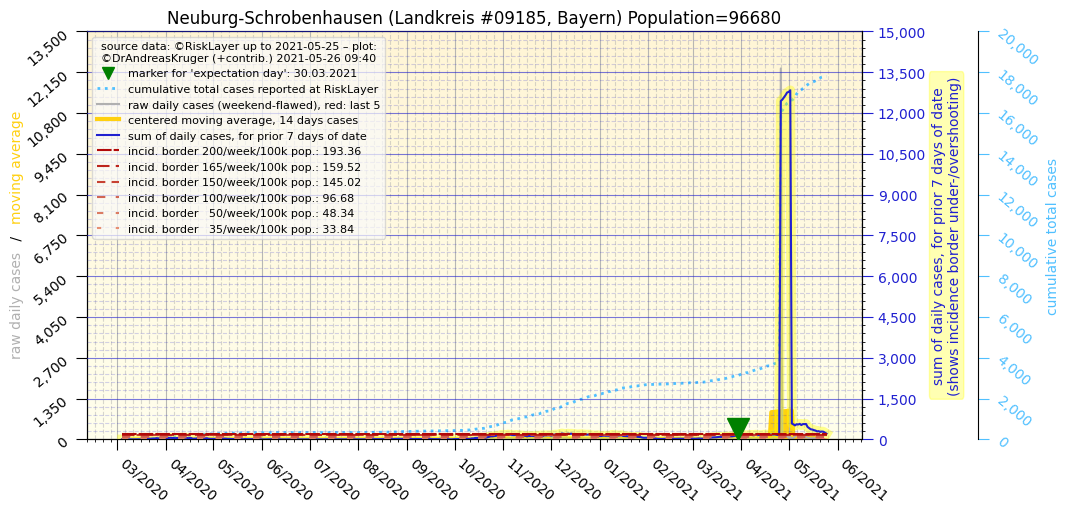 Neuburg-Schrobenhausen (Landkreis #09185, Bayern) Population=96680
source data: ©RiskLayer up to 2021-05-25 – plot:
©DrAndreasKruger (+contrib.) 2021-05-26 09:40
marker for 'expectation day': 30.03.2021
cumulative total cases reported at RiskLayer
raw daily cases (weekend-flawed), red: last 5
centered moving average, 14 days cases
sum of daily cases, for prior 7 days of date
incid. border 200/week/100k pop.: 193.36
incid. border 165/week/100k pop.: 159.52
incid. border 150/week/100k pop.: 145.02
incid. border 100/week/100k pop.: 96.68
incid. border   50/week/100k pop.: 48.34
incid. border   35/week/100k pop.: 33.84
raw daily cases   /   moving average
13,500
12,150
10,800
9,450
8,100
6,750
5,400
4,050
2,700
1,350
0
03/2020
04/2020
05/2020
06/2020
07/2020
08/2020
09/2020
10/2020
11/2020
12/2020
01/2021
02/2021
03/2021
04/2021
05/2021
06/2021
15,000
13,500
12,000
10,500
9,000
7,500
6,000
4,500
3,000
1,500
0
sum of daily cases, for prior 7 days of date
(shows incidence border under-/overshooting)
20,000
18,000
16,000
14,000
12,000
10,000
8,000
6,000
4,000
2,000
0
cumulative total cases